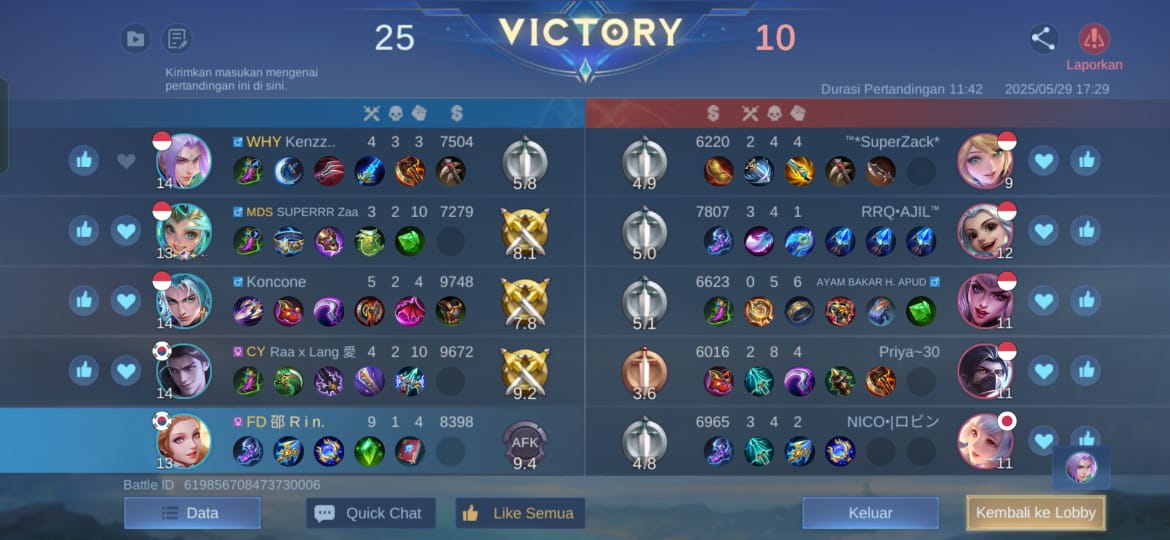 25 VICTORY 10
Laporkan
Kirimkan masukan mengenai
pertandingan ini di sini.
Durasi Pertandingan 11:42 2025/05/29 17:29
WHY Kenzz.. 4 3 3 7504
14
5.8
6220 2 4 4 ™*SuperZack*
4.9
9
MDS SUPERRR Zaa 3 2 10 7279
13
8.1
7807 3 4 1 RRQ•AJIL™
5.0
12
Koncone 5 2 4 9748
14
7.8
6623 0 5 6 AYAM BAKAR H. APUD
5.1
11
CY Raa x Lang 愛 4 2 10 9672
14
9.2
6016 2 8 4 Priya~30
3.6
11
FD 邵 R i n. 9 1 4 8398
13
AFK
9.4
6965 3 4 2 NICO•|ロビン
4.8
11
Battle ID 619856708473730006
Data Quick Chat Like Semua Keluar Kembali ke Lobby